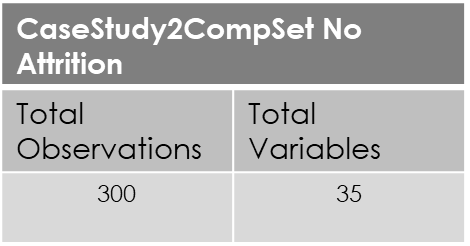 CaseStudy2CompSet No
Attrition
Total
Observations
Total
Variables
300
35